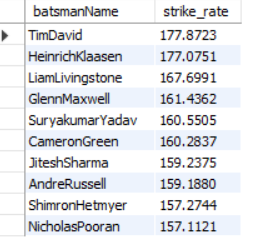 batsmanName strike_rate
TimDavid 177.8723
HeinrichKlaasen 177.0751
LiamLivingstone 167.6991
GlennMaxwell 161.4362
SuryakumarYadav 160.5505
CameronGreen 160.2837
JiteshSharma 159.2375
AndreRussell 159.1880
ShimronHetmyer 157.2744
NicholasPooran 157.1121